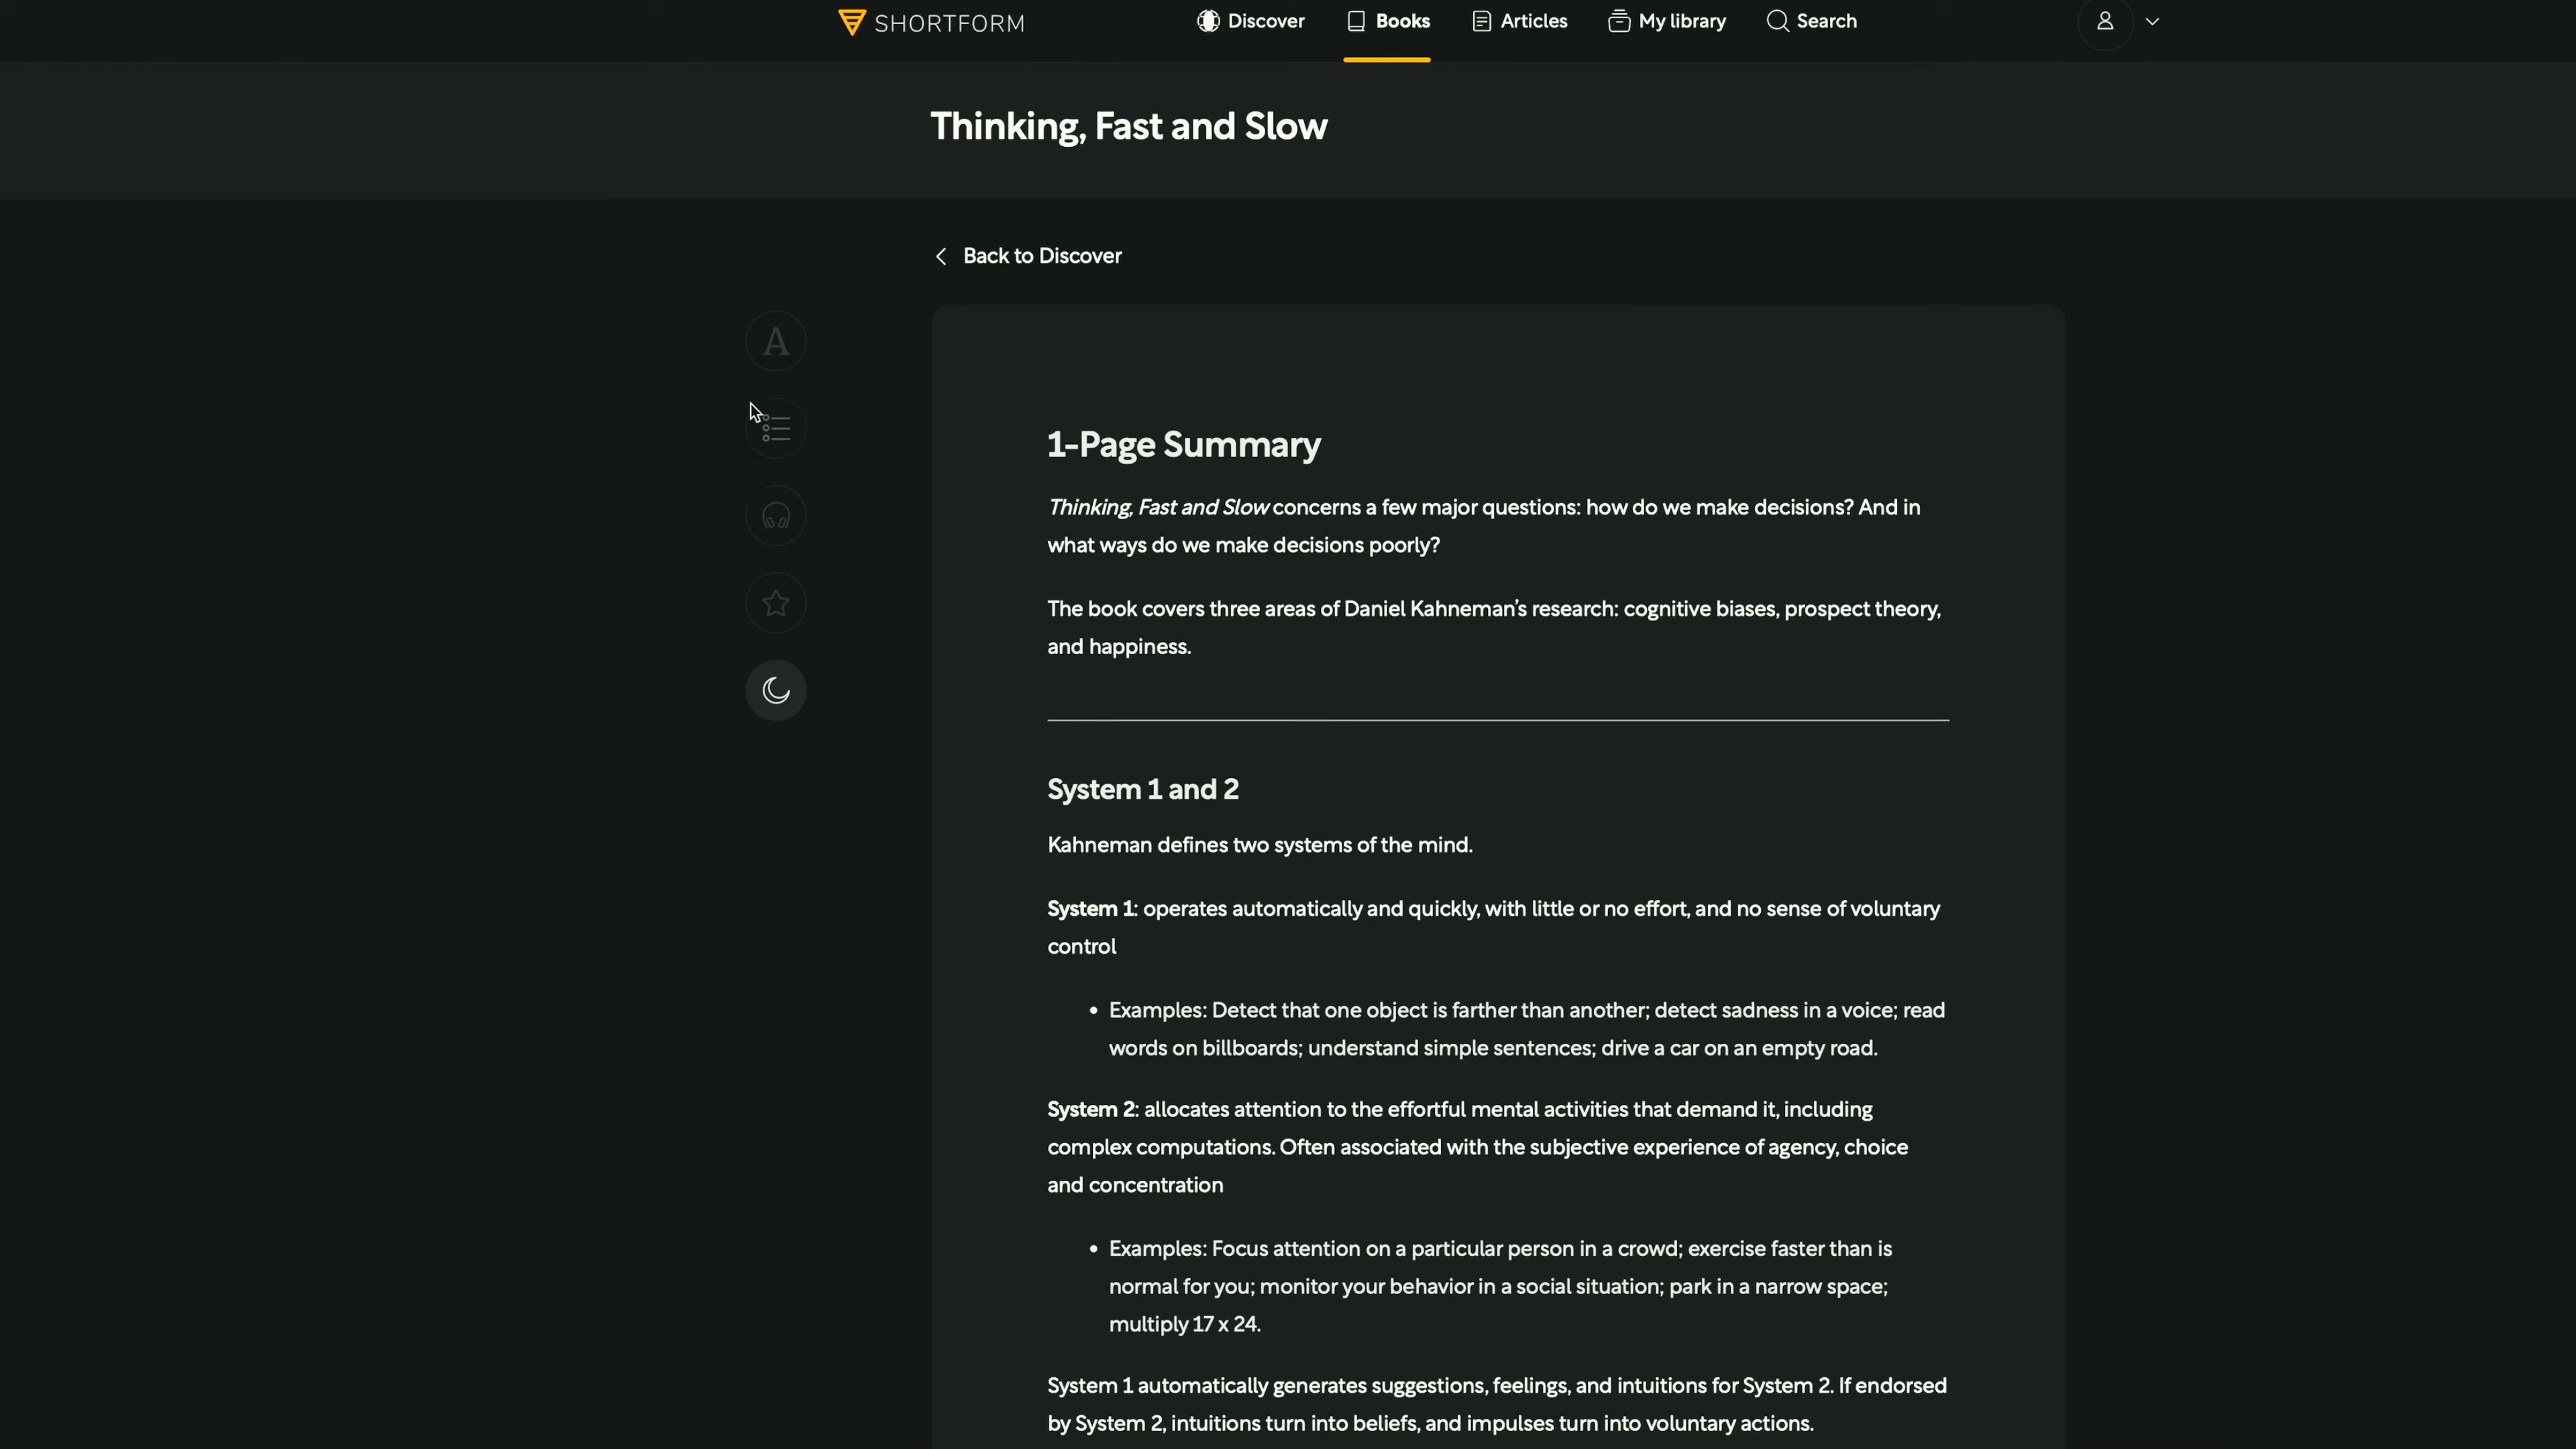 SHORTFORM
Discover
Books
Articles
My library
Search
Thinking, Fast and Slow
Back to Discover
A
1-Page Summary
Thinking, Fast and Slow concerns a few major questions: how do we make decisions? And in
what ways do we make decisions poorly?
The book covers three areas of Daniel Kahneman’s research: cognitive biases, prospect theory,
and happiness.
System 1 and 2
Kahneman defines two systems of the mind.
System 1: operates automatically and quickly, with little or no effort, and no sense of voluntary
control
• Examples: Detect that one object is farther than another; detect sadness in a voice; read
words on billboards; understand simple sentences; drive a car on an empty road.
System 2: allocates attention to the effortful mental activities that demand it, including
complex computations. Often associated with the subjective experience of agency, choice
and concentration
• Examples: Focus attention on a particular person in a crowd; exercise faster than is
normal for you; monitor your behavior in a social situation; park in a narrow space;
multiply 17 x 24.
System 1 automatically generates suggestions, feelings, and intuitions for System 2. If endorsed
by System 2, intuitions turn into beliefs, and impulses turn into voluntary actions.